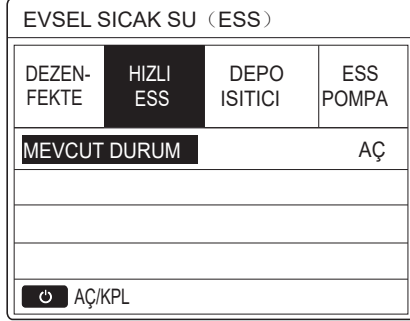 EVSEL SICAK SU（ESS）
DEZEN-
FEKTE
HIZLI
ESS
DEPO
ISITICI
ESS
POMPA
MEVCUT DURUM AÇ
AÇ/KPL